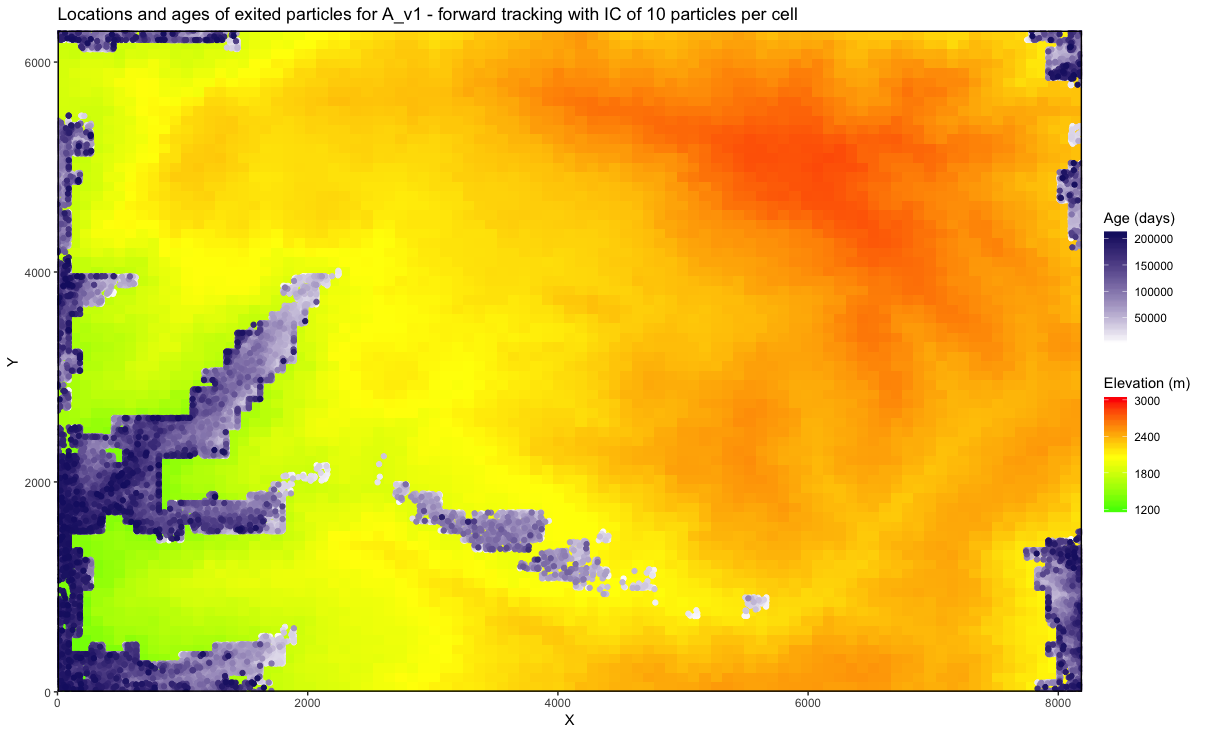 Locations and ages of exited particles for A_v1 - forward tracking with IC of 10 particles per cell
6000
4000
2000
0
Y
0 2000 4000 6000 8000
X
Age (days)
200000
150000
100000
50000
Elevation (m)
3000
2400
1800
1200